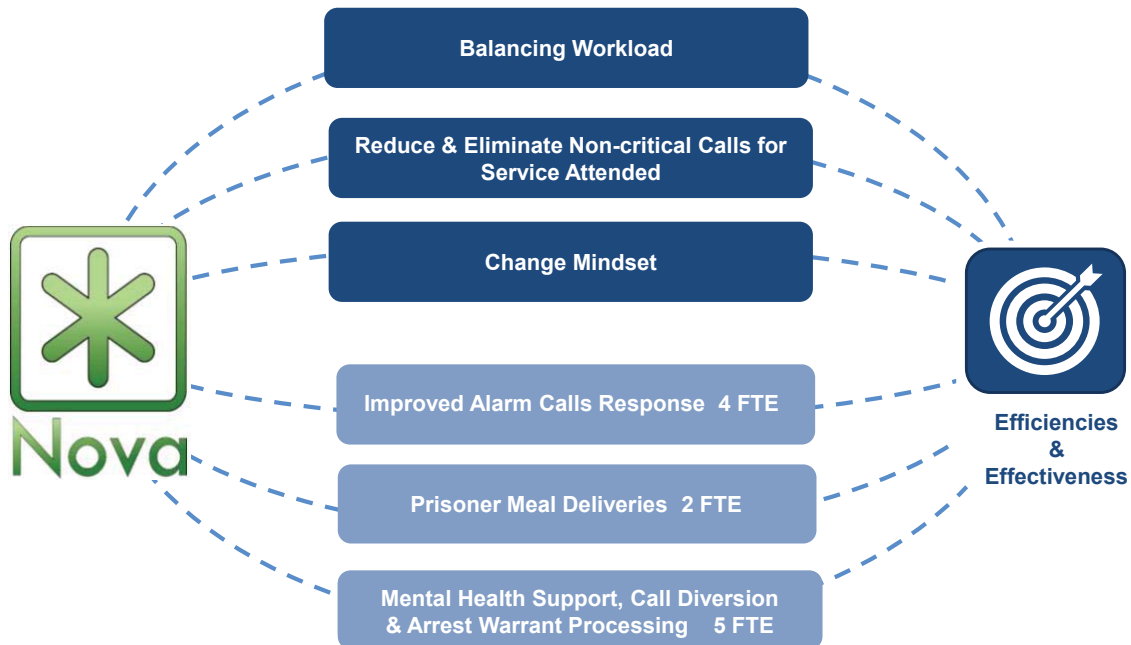 Balancing Workload
Reduce & Eliminate Non-critical Calls for
Service Attended
Change Mindset
Nova
Improved Alarm Calls Response 4 FTE
Prisoner Meal Deliveries 2 FTE
Mental Health Support, Call Diversion
& Arrest Warrant Processing 5 FTE
Efficiencies
&
Effectiveness